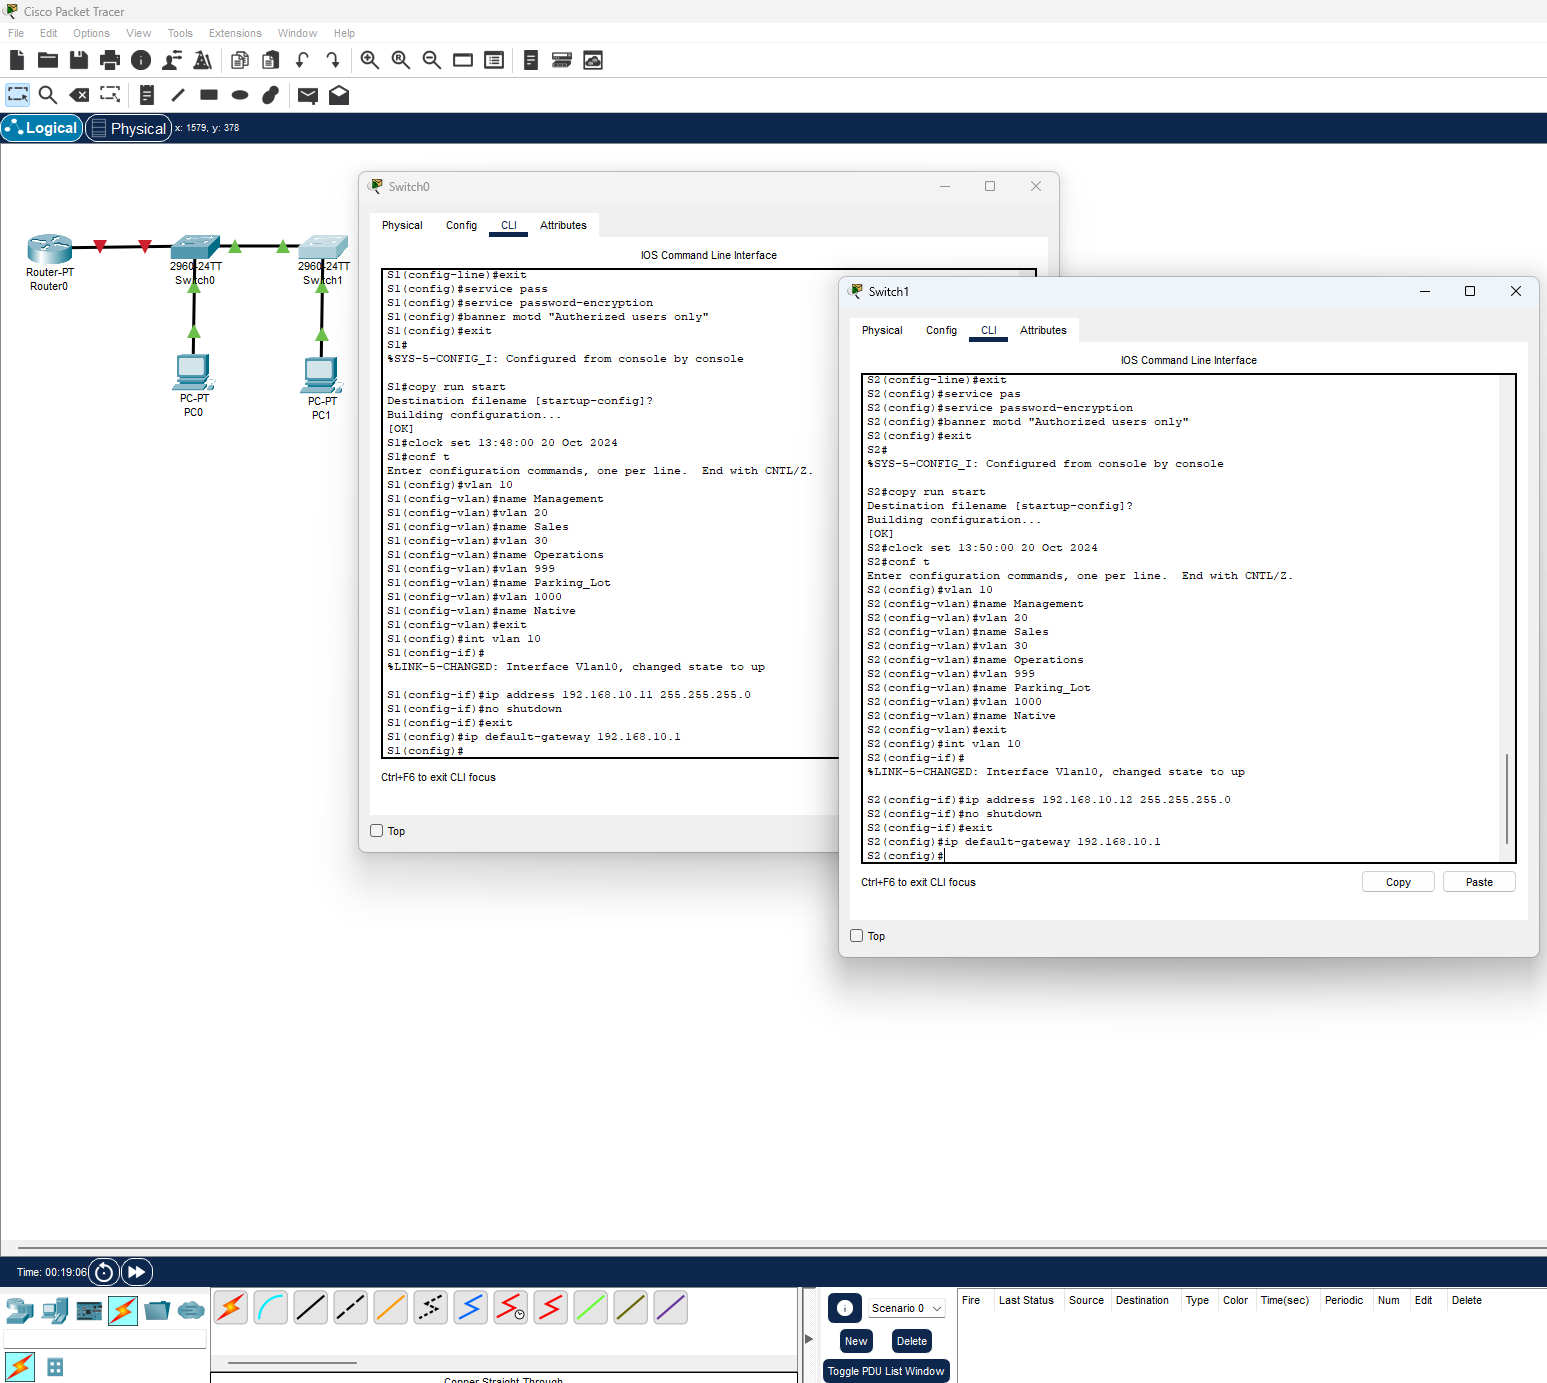 Cisco Packet Tracer
File Edit Options View Tools Extensions Window Help
Logical Physical x: 1579, y: 378
Router-PT
Router0
2960-24TT
Switch0
2960-24TT
Switch1
PC-PT
PC0
PC-PT
PC1
Switch0
Physical Config CLI Attributes
IOS Command Line Interface
S1(config-line)#exit
S1(config)#service pass
S1(config)#service password-encryption
S1(config)#banner motd "Autherized users only"
S1(config)#exit
S1#
%SYS-5-CONFIG_I: Configured from console by console
S1#copy run start
Destination filename [startup-config]?
Building configuration...
[OK]
S1#clock set 13:48:00 20 Oct 2024
S1#conf t
Enter configuration commands, one per line.  End with CNTL/Z.
S1(config)#vlan 10
S1(config-vlan)#name Management
S1(config-vlan)#vlan 20
S1(config-vlan)#name Sales
S1(config-vlan)#vlan 30
S1(config-vlan)#name Operations
S1(config-vlan)#vlan 999
S1(config-vlan)#name Parking_Lot
S1(config-vlan)#vlan 1000
S1(config-vlan)#name Native
S1(config-vlan)#exit
S1(config)#int vlan 10
S1(config-if)#
%LINK-5-CHANGED: Interface Vlan10, changed state to up
S1(config-if)#ip address 192.168.10.11 255.255.255.0
S1(config-if)#no shutdown
S1(config-if)#exit
S1(config)#ip default-gateway 192.168.10.1
S1(config)#
Ctrl+F6 to exit CLI focus
Top
Switch1
Physical Config CLI Attributes
IOS Command Line Interface
S2(config-line)#exit
S2(config)#service pas
S2(config)#service password-encryption
S2(config)#banner motd "Authorized users only"
S2(config)#exit
S2#
%SYS-5-CONFIG_I: Configured from console by console
S2#copy run start
Destination filename [startup-config]?
Building configuration...
[OK]
S2#clock set 13:50:00 20 Oct 2024
S2#conf t
Enter configuration commands, one per line.  End with CNTL/Z.
S2(config)#vlan 10
S2(config-vlan)#name Management
S2(config-vlan)#vlan 20
S2(config-vlan)#name Sales
S2(config-vlan)#vlan 30
S2(config-vlan)#name Operations
S2(config-vlan)#vlan 999
S2(config-vlan)#name Parking_Lot
S2(config-vlan)#vlan 1000
S2(config-vlan)#name Native
S2(config-vlan)#exit
S2(config)#int vlan 10
S2(config-if)#
%LINK-5-CHANGED: Interface Vlan10, changed state to up
S2(config-if)#ip address 192.168.10.12 255.255.255.0
S2(config-if)#no shutdown
S2(config-if)#exit
S2(config)#ip default-gateway 192.168.10.1
S2(config)#
Ctrl+F6 to exit CLI focus
Copy Paste
Top
Time: 00:19:06
Scenario 0
New Delete
Toggle PDU List Window
Fire Last Status Source Destination Type Color Time(sec) Periodic Num Edit Delete
Copper Straight-Through